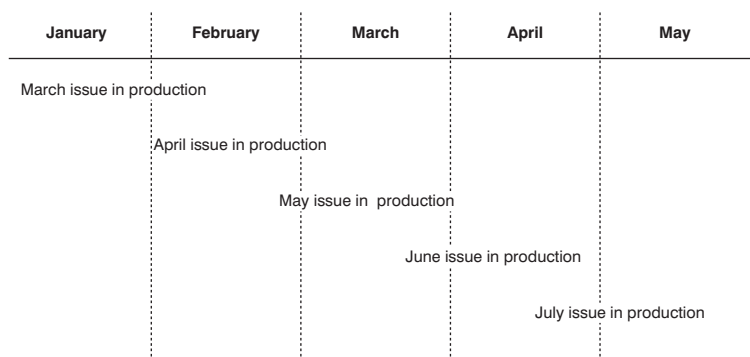 January February March April May
March issue in production
April issue in production
May issue in production
June issue in production
July issue in production